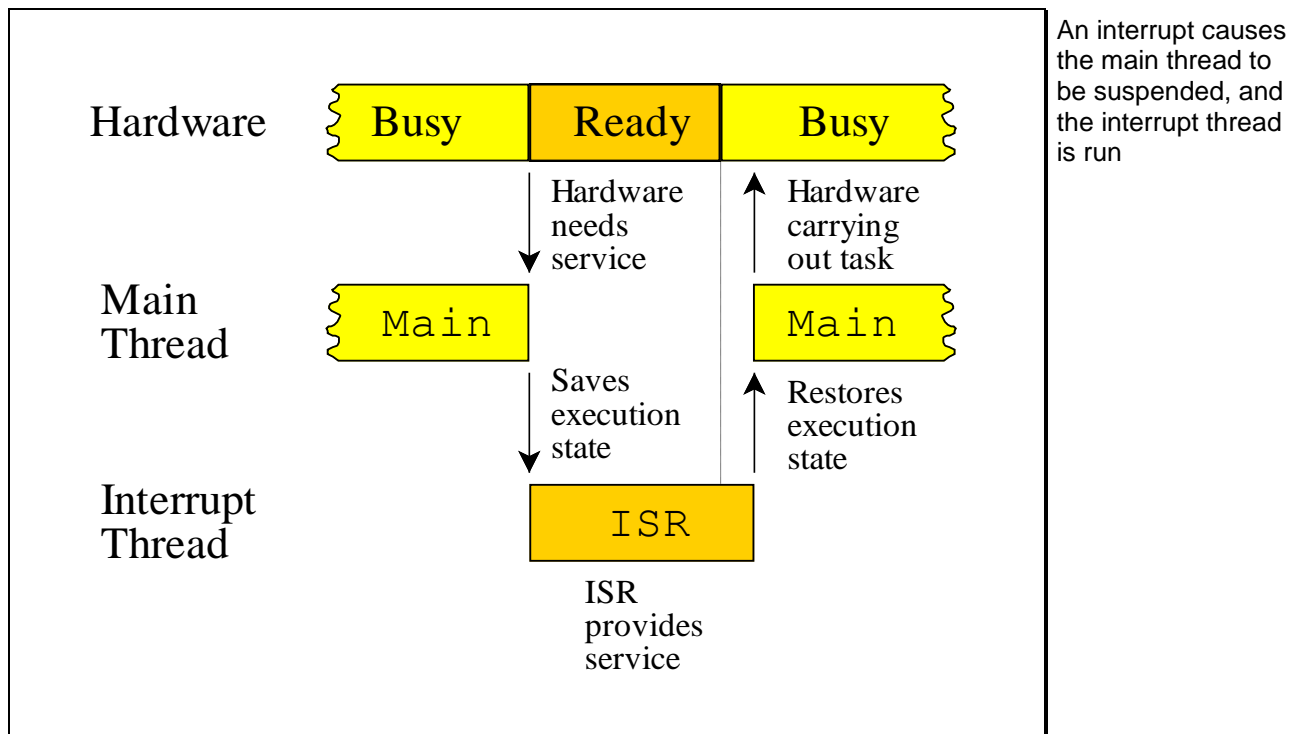 An interrupt causes
the main thread to
be suspended, and
the interrupt thread
is run
Hardware
Busy
Ready
Busy
Hardware
needs
service
Hardware
carrying
out task
Main
Thread
Main
Main
Saves
execution
state
Restores
execution
state
Interrupt
Thread
ISR
ISR
provides
service